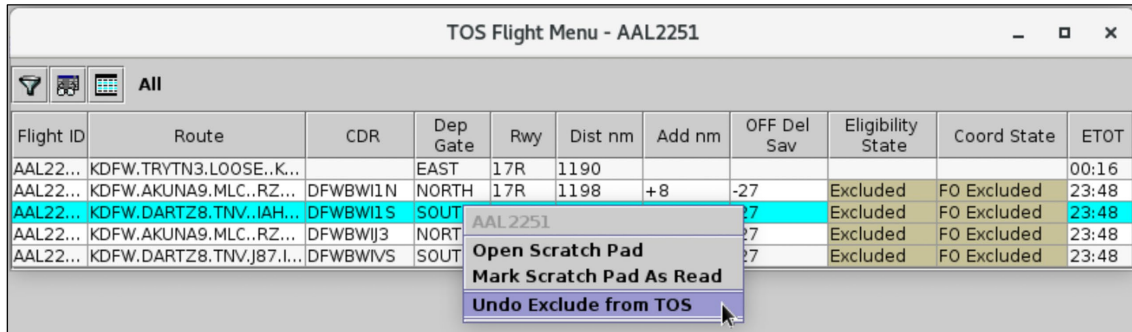 TOS Flight Menu - AAL2251
All
Flight ID Route CDR Dep Gate Rwy Dist nm Add nm OFF Del Sav Eligibility State Coord State ETOT
AAL22... KDFW.TRYTN3.LOOSE..K... EAST 17R 1190 00:16
AAL22... KDFW.AKUNA9.MLC..RZ... DFWBWI1N NORTH 17R 1198 +8 -27 Excluded FO Excluded 23:48
AAL22... KDFW.DARTZ8.TNV..IAH... DFWBWI1S SOUT 27 Excluded FO Excluded 23:48
AAL22... KDFW.AKUNA9.MLC..RZ... DFWBWIJ3 NORT 27 Excluded FO Excluded 23:48
AAL22... KDFW.DARTZ8.TNV.J87.I... DFWBWIVS SOUT 27 Excluded FO Excluded 23:48
AAL2251
Open Scratch Pad
Mark Scratch Pad As Read
Undo Exclude from TOS